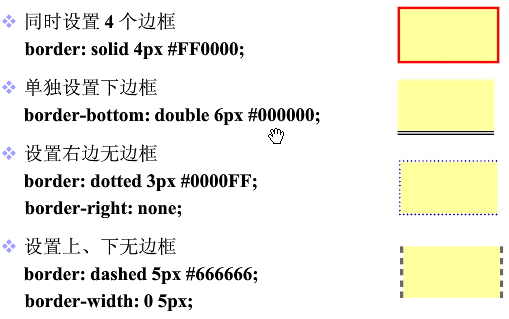 同时设置 4 个边框
border: solid 4px #FF0000;
单独设置下边框
border-bottom: double 6px #000000;
设置右边无边框
border: dotted 3px #0000FF;
border-right: none;
设置上、下无边框
border: dashed 5px #666666;
border-width: 0 5px;